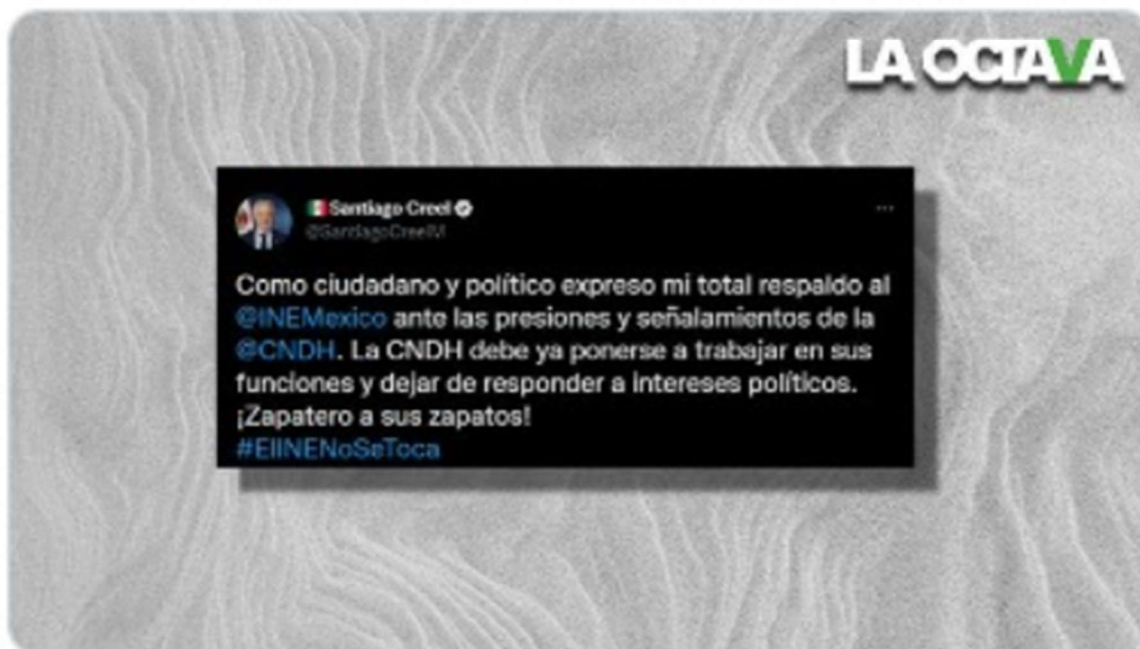 LA OCTAVA
Santiago Creel
@SantiagoCreelM
Como ciudadano y político expreso mi total respaldo al
@INEMexico ante las presiones y señalamientos de la
@CNDH. La CNDH debe ya ponerse a trabajar en sus
funciones y dejar de responder a intereses políticos.
¡Zapatero a sus zapatos!
#ElINENoSeToca